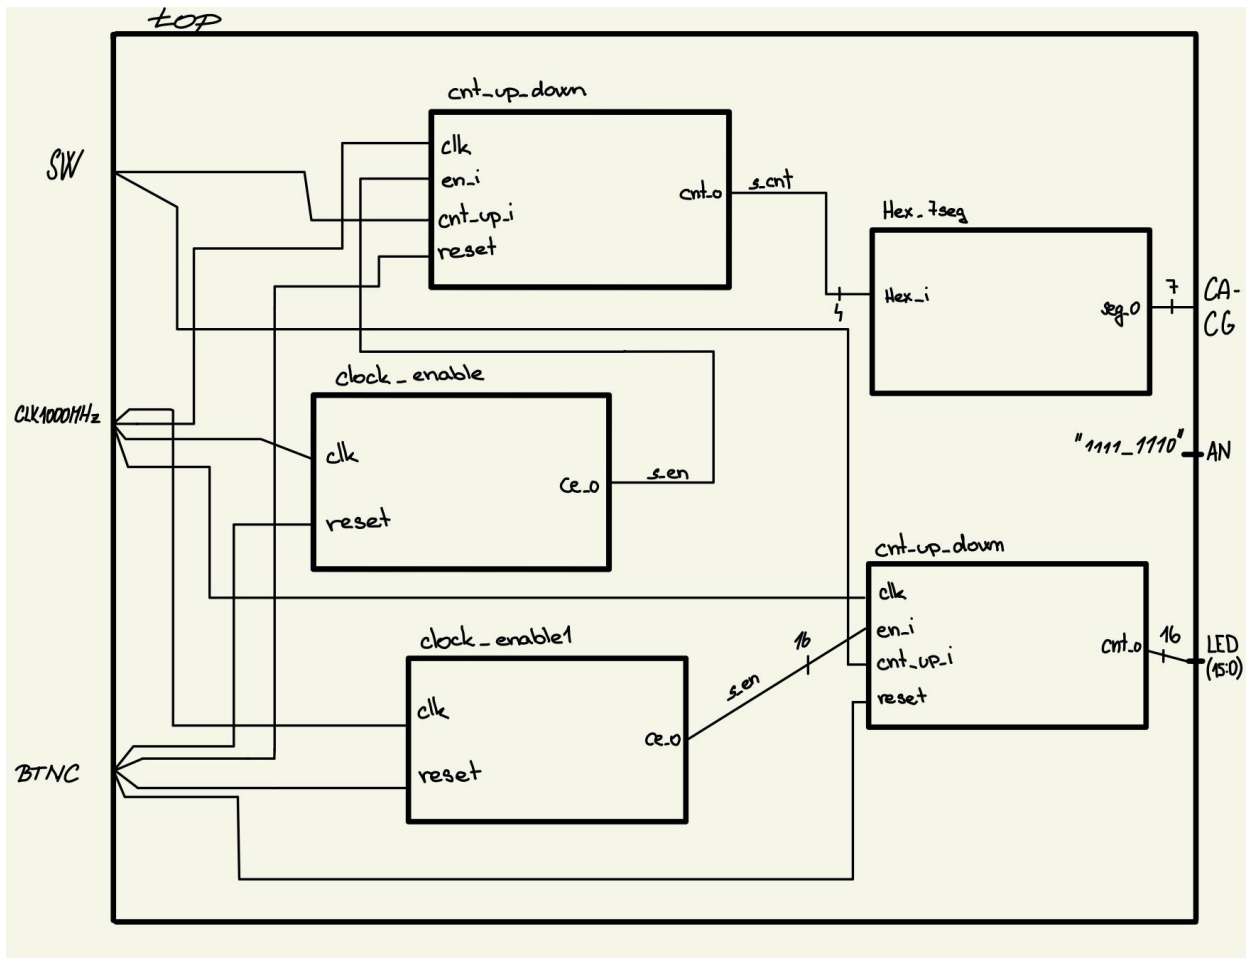 top
SW
CLK1000MHz
BTNC
cnt_up_down
clk
en_i
cnt_up_i
reset
cnt_o
s_cnt
4
Hex_7seg
Hex_i
seg_o
7
CA-
CG
"1111_1110"
AN
clock_enable
clk
reset
ce_o
s_en
clock_enable1
clk
reset
ce_o
s_en
16
cnt_up_down
clk
en_i
cnt_up_i
reset
cnt_o
16
LED
(15:0)